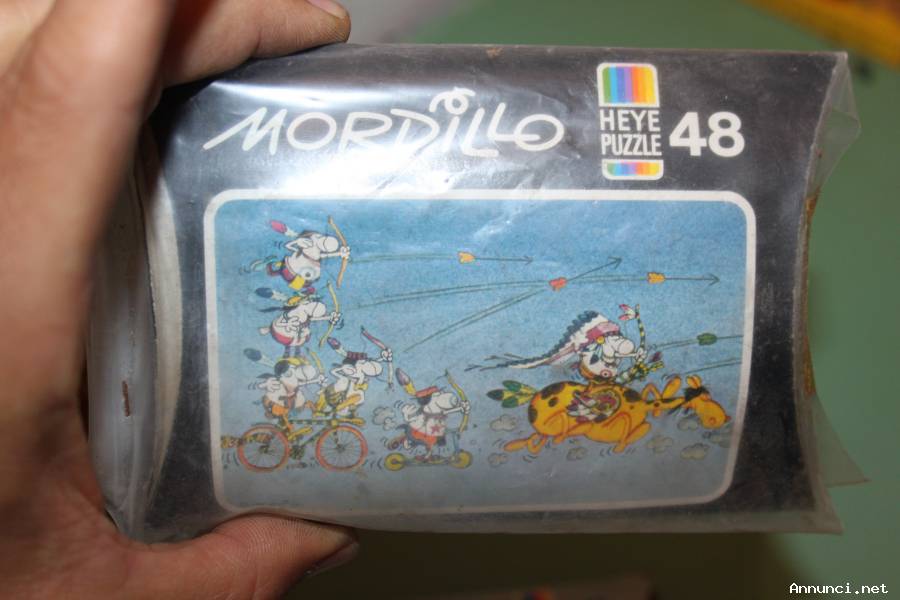 MORDILLO
HEYE
PUZZLE
48
Annunci.net